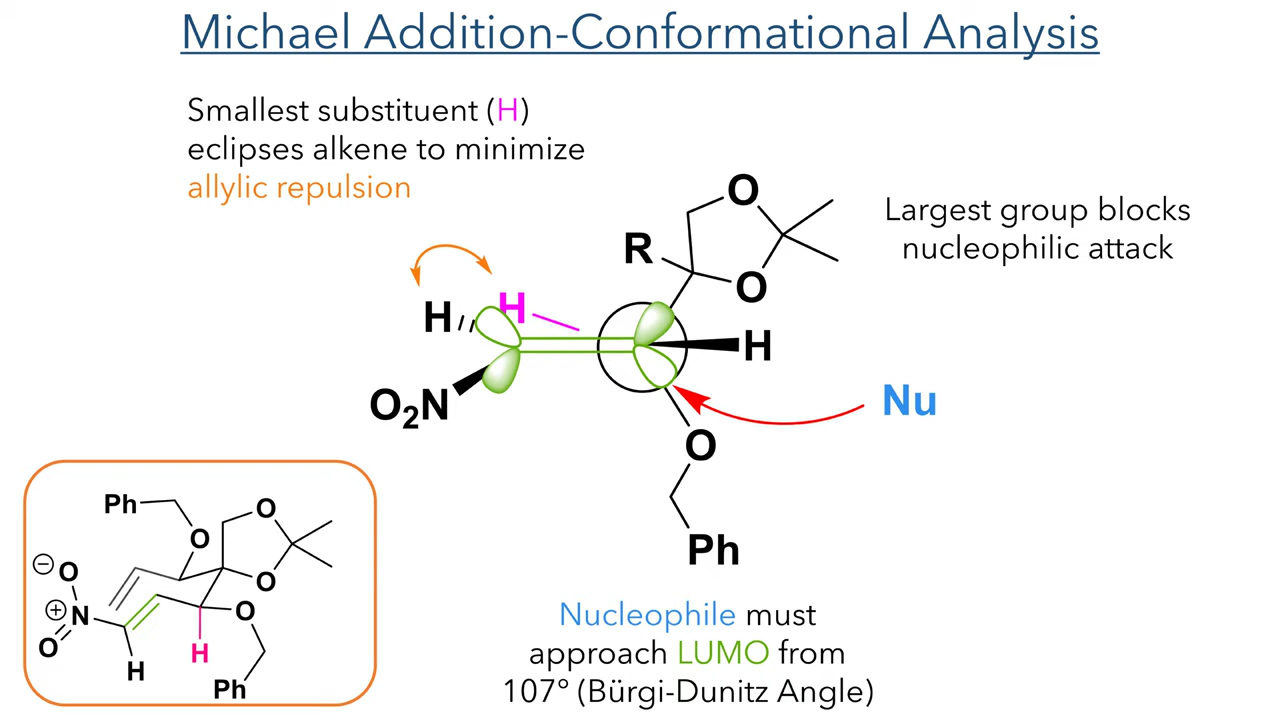 Michael Addition-Conformational Analysis
Smallest substituent (H)
eclipses alkene to minimize
allylic repulsion
Largest group blocks
nucleophilic attack
O
R
O
H
H
H
O₂N
Nu
O
Ph
Ph
O
O
⊖
O
O
⊕
N
O
O
H
H
Ph
Nucleophile must
approach LUMO from
107° (Bürgi-Dunitz Angle)